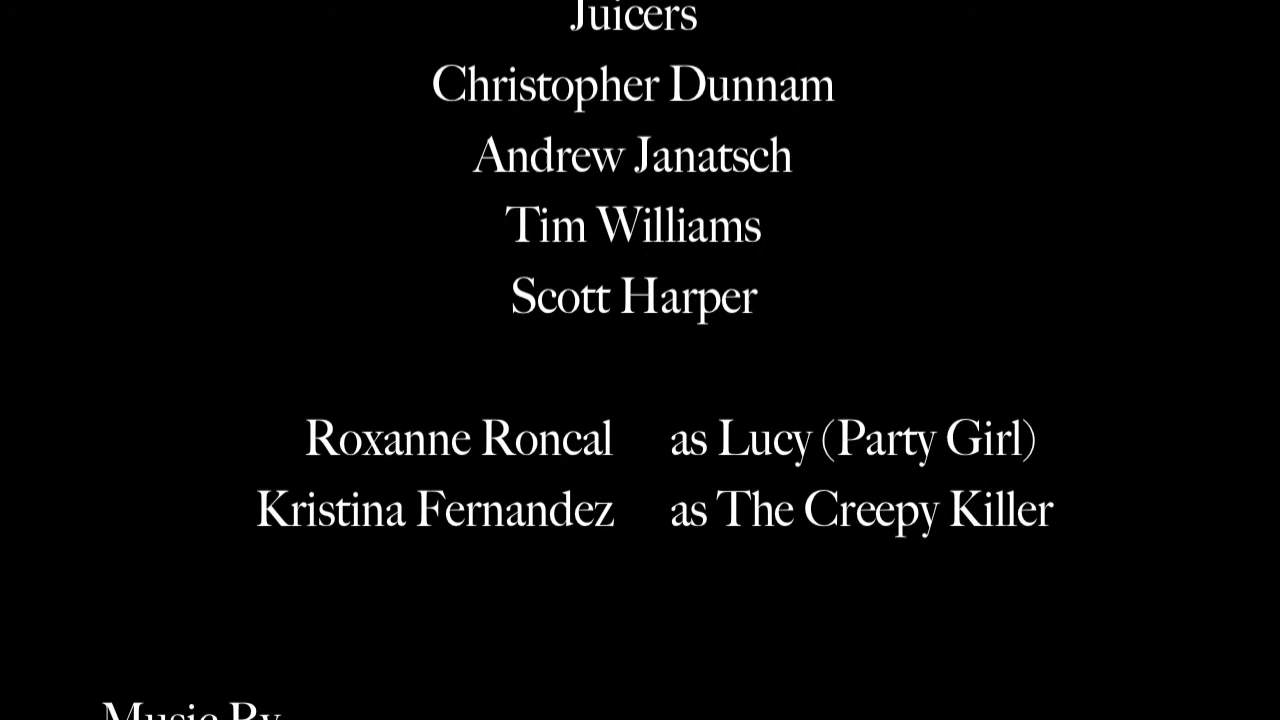 Juicers
Christopher Dunnam
Andrew Janatsch
Tim Williams
Scott Harper
Roxanne Roncal as Lucy (Party Girl)
Kristina Fernandez as The Creepy Killer
Music By